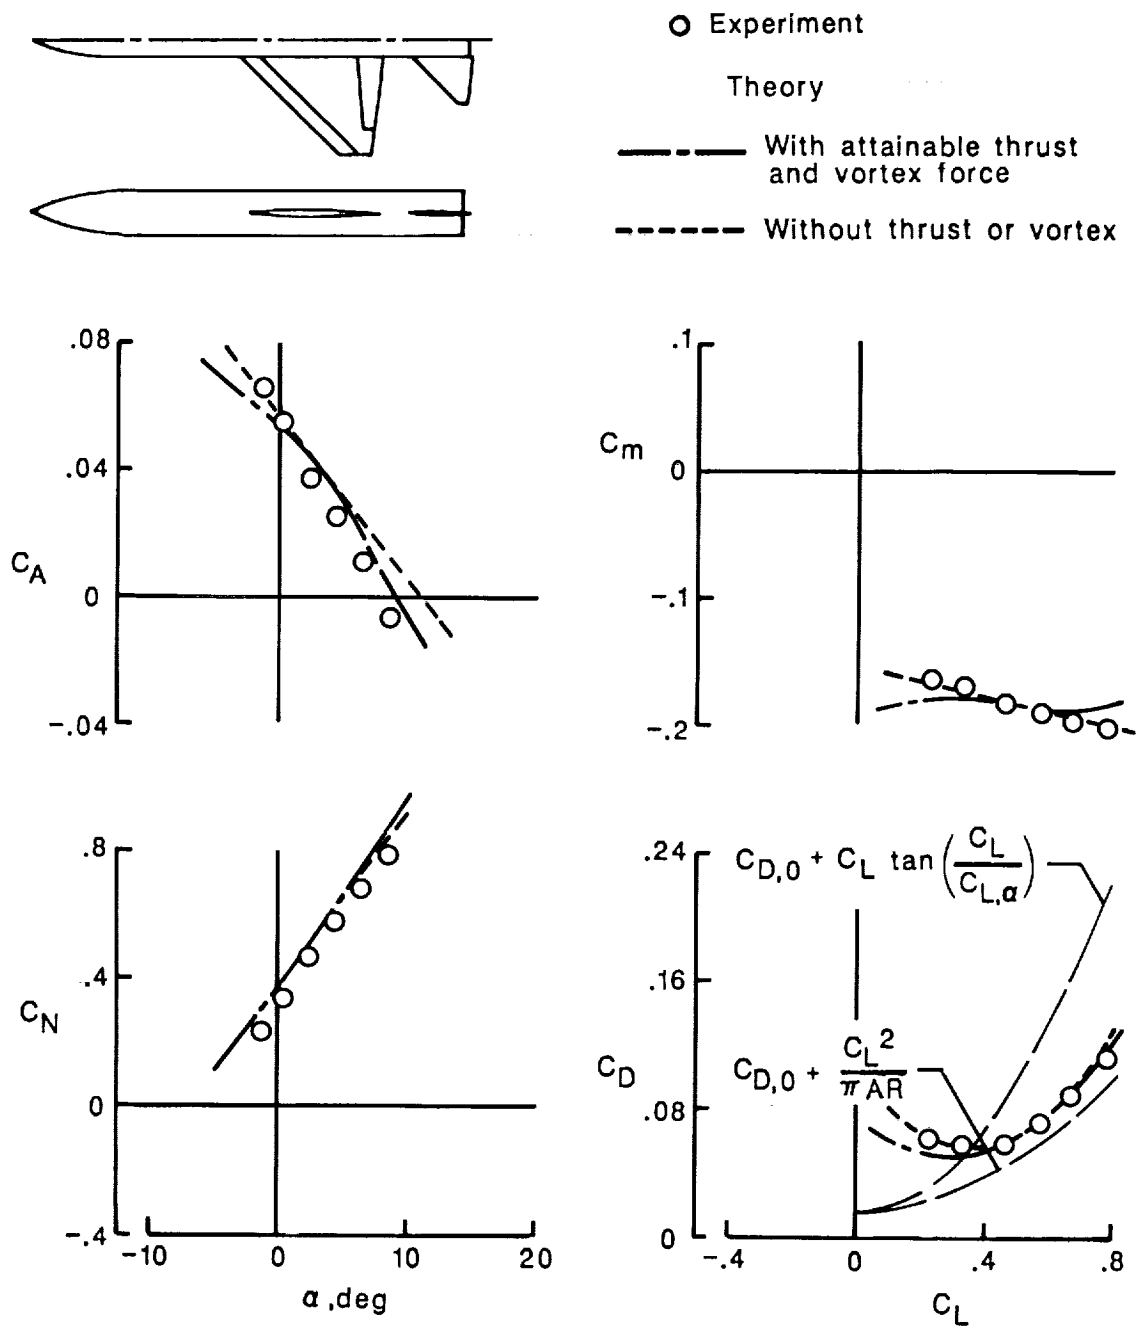 Experiment
Theory
With attainable thrust
and vortex force
Without thrust or vortex
.08
.04
C_A
0
-.04
.1
C_m
0
-.1
-.2
.8
.4
C_N
0
-.4
-10 0 10 20
α ,deg
.24
C_D,0 + C_L tan(C_L/C_L,α)
.16
C_D
C_D,0 + C_L²/πAR
.08
0
-.4 0 .4 .8
C_L